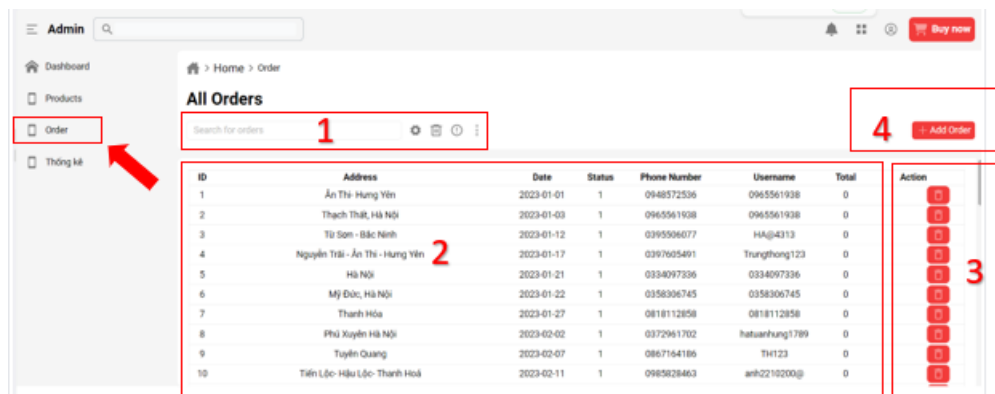 Admin
Buy now
Dashboard
Products
Order
Thống kê
> Home > Order
All Orders
Search for orders
1
4
+ Add Order
ID Address Date Status Phone Number Username Total Action
1 Ân Thi- Hưng Yên 2023-01-01 1 0948572536 0965561938 0
2 Thạch Thất, Hà Nội 2023-01-03 1 0965561938 0965561938 0
3 Từ Sơn - Bắc Ninh 2023-01-12 1 0395506077 HA@4313 0
4 Nguyễn Trãi - Ân Thi - Hưng Yên 2023-01-17 1 0397605491 Trungthong123 0
2
3
5 Hà Nội 2023-01-21 1 0334097336 0334097336 0
6 Mỹ Đức, Hà Nội 2023-01-22 1 0358306745 0358306745 0
7 Thanh Hóa 2023-01-27 1 0818112858 0818112858 0
8 Phú Xuyên Hà Nội 2023-02-02 1 0372961702 hatuanhung1789 0
9 Tuyên Quang 2023-02-07 1 0867164186 TH123 0
10 Tiến Lộc- Hậu Lộc- Thanh Hoá 2023-02-11 1 0985828463 anh2210200@ 0